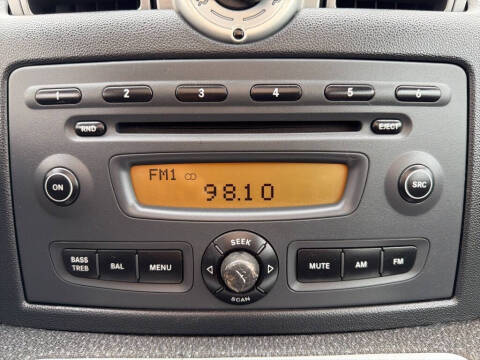 1 2 3 4 5 6
RND EJECT
FM1
98.10
ON SRC
SEEK
BASS TREB BAL MENU MUTE AM FM
SCAN